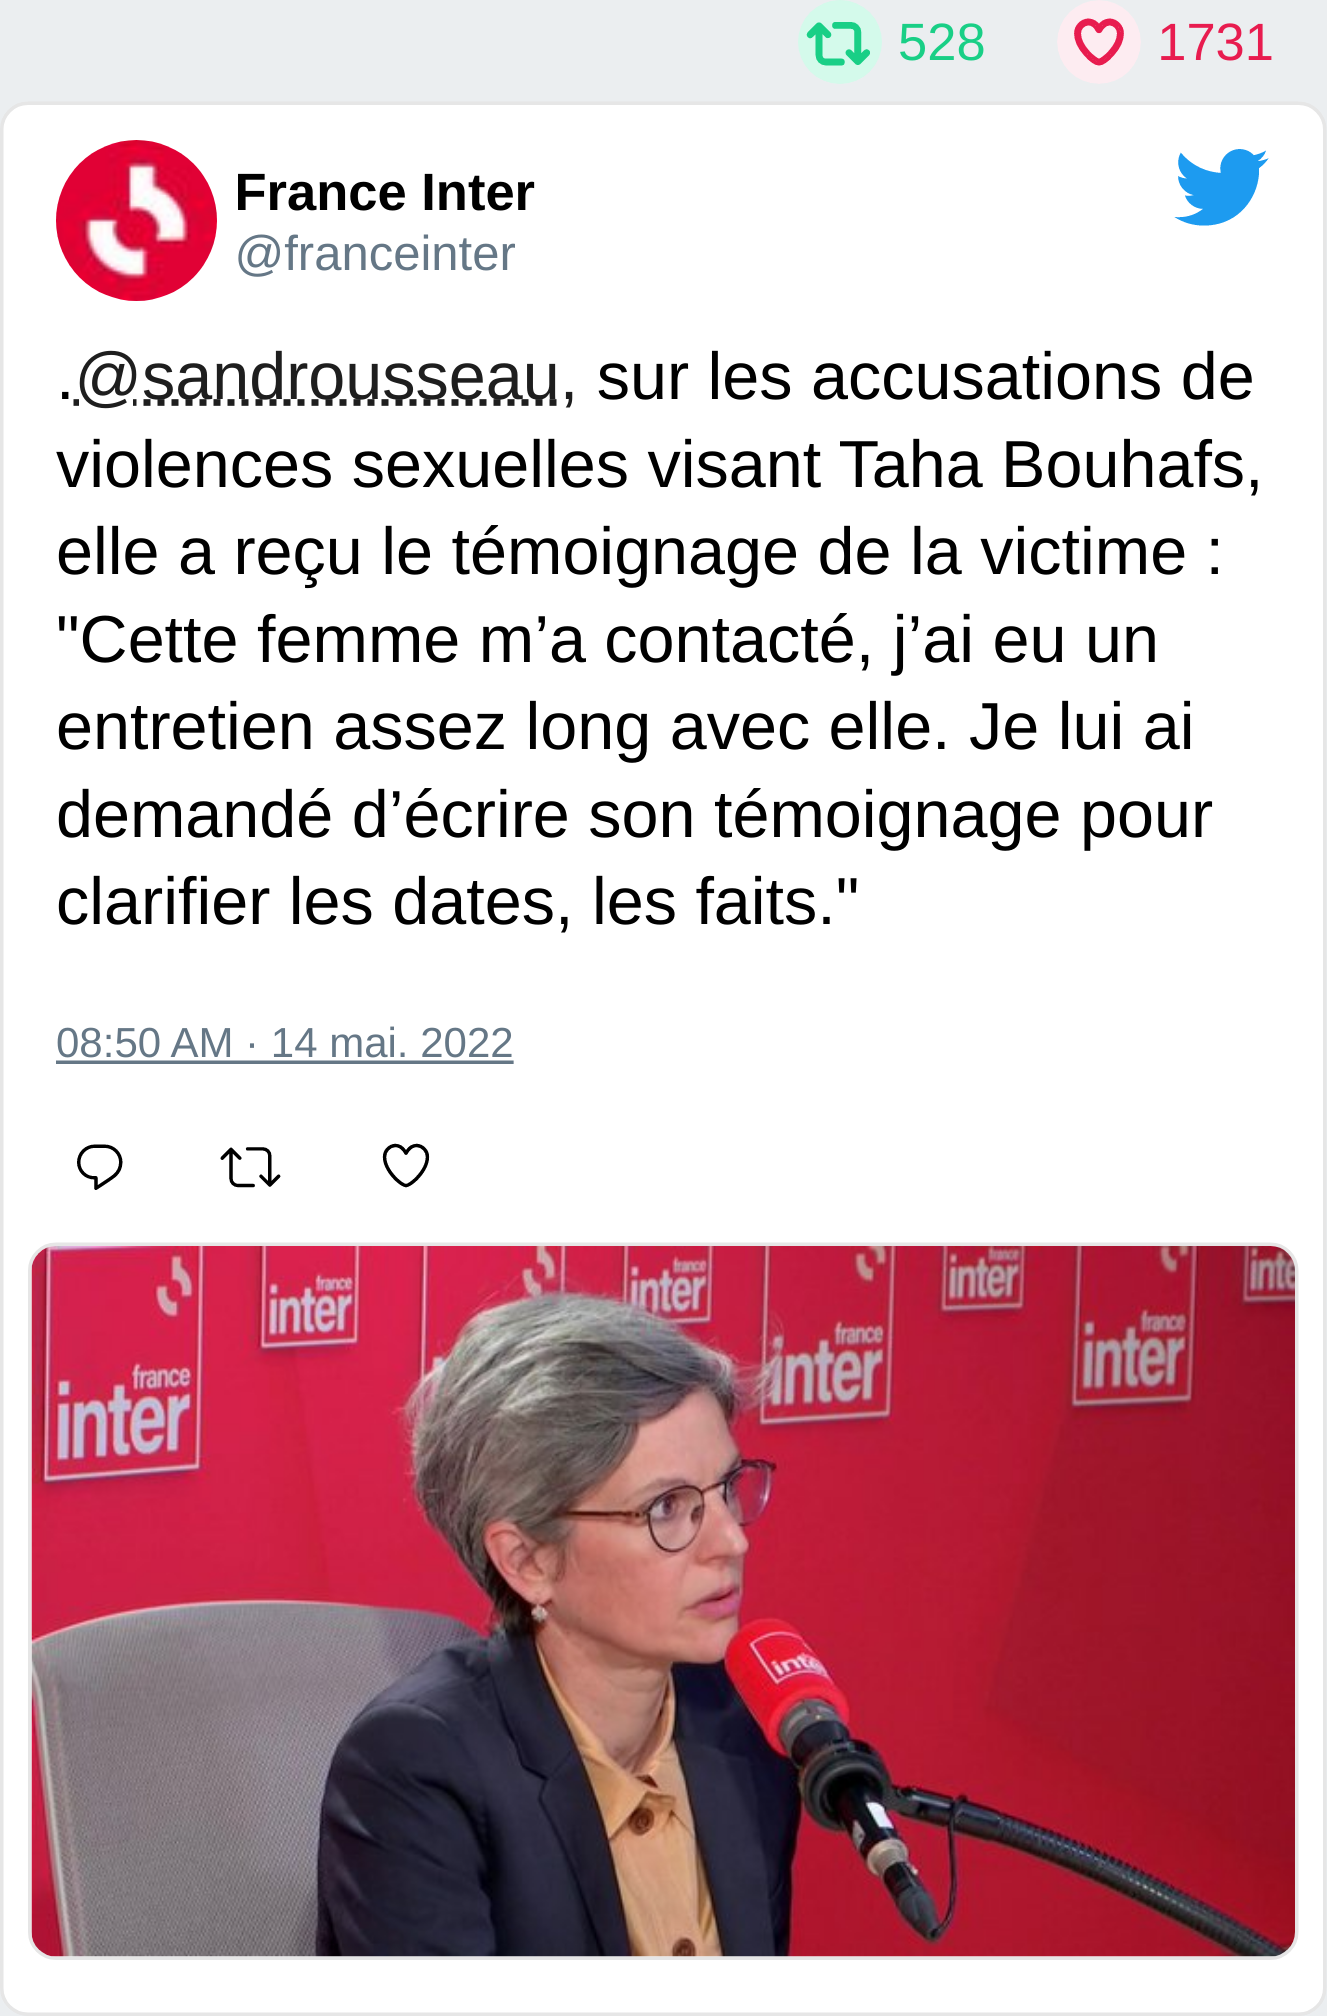 528 1731
France Inter
@franceinter
.@sandrousseau, sur les accusations de
violences sexuelles visant Taha Bouhafs,
elle a reçu le témoignage de la victime :
"Cette femme m’a contacté, j’ai eu un
entretien assez long avec elle. Je lui ai
demandé d’écrire son témoignage pour
clarifier les dates, les faits."
08:50 AM · 14 mai. 2022
france
inter
france
inter
france
inter
france
inter
france
inter
france
inter
inter